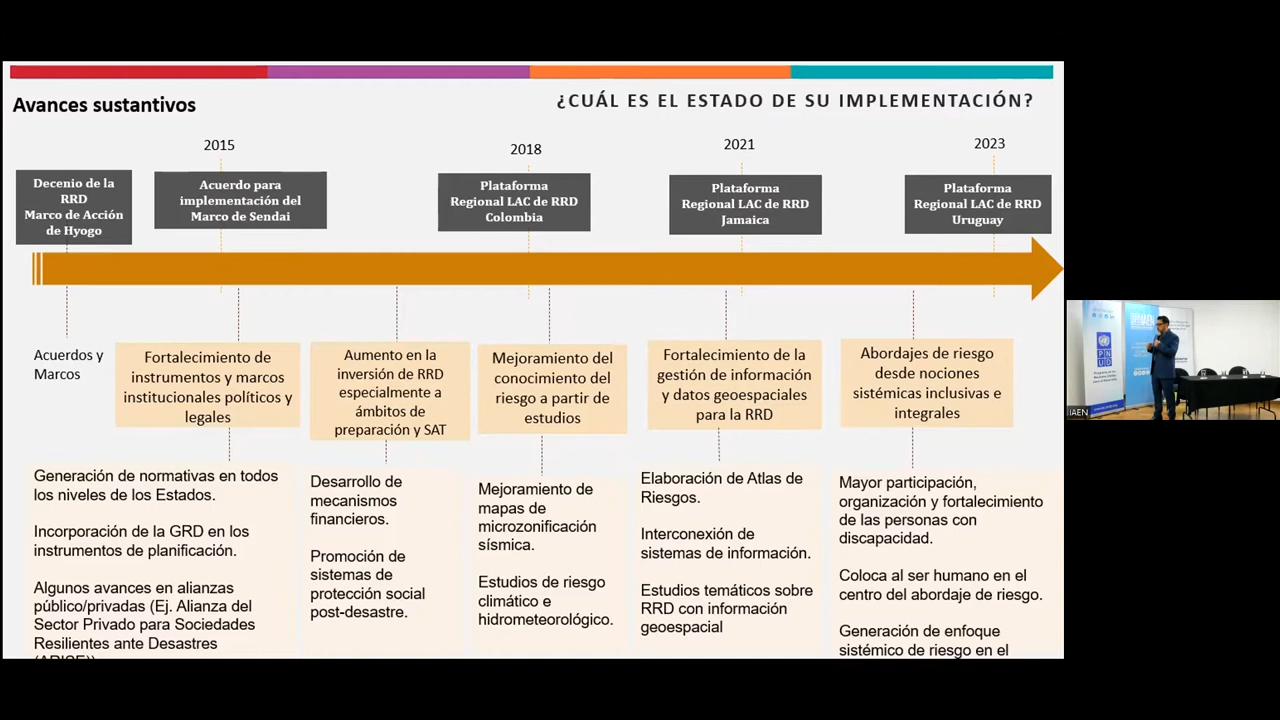 Avances sustantivos
¿CUÁL ES EL ESTADO DE SU IMPLEMENTACIÓN?
2015
2018
2021
2023
Decenio de la
RRD
Marco de Acción
de Hyogo
Acuerdo para
implementación del
Marco de Sendai
Plataforma
Regional LAC de RRD
Colombia
Plataforma
Regional LAC de RRD
Jamaica
Plataforma
Regional LAC de RRD
Uruguay
Acuerdos y
Marcos
Fortalecimiento de
instrumentos y marcos
institucionales políticos y
legales
Aumento en la
inversión de RRD
especialmente a
ámbitos de
preparación y SAT
Mejoramiento del
conocimiento del
riesgo a partir de
estudios
Fortalecimiento de la
gestión de información
y datos geoespaciales
para la RRD
Abordajes de riesgo
desde nociones
sistémicas inclusivas e
integrales
Generación de normativas en todos
los niveles de los Estados.
Incorporación de la GRD en los
instrumentos de planificación.
Algunos avances en alianzas
público/privadas (Ej. Alianza del
Sector Privado para Sociedades
Resilientes ante Desastres
(ARISE))
Desarrollo de
mecanismos
financieros.
Promoción de
sistemas de
protección social
post-desastre.
Mejoramiento de
mapas de
microzonificación
sísmica.
Estudios de riesgo
climático e
hidrometeorológico.
Elaboración de Atlas de
Riesgos.
Interconexión de
sistemas de información.
Estudios temáticos sobre
RRD con información
geoespacial
Mayor participación,
organización y fortalecimiento
de las personas con
discapacidad.
Coloca al ser humano en el
centro del abordaje de riesgo.
Generación de enfoque
sistémico de riesgo en el
P N
U D
IAEN